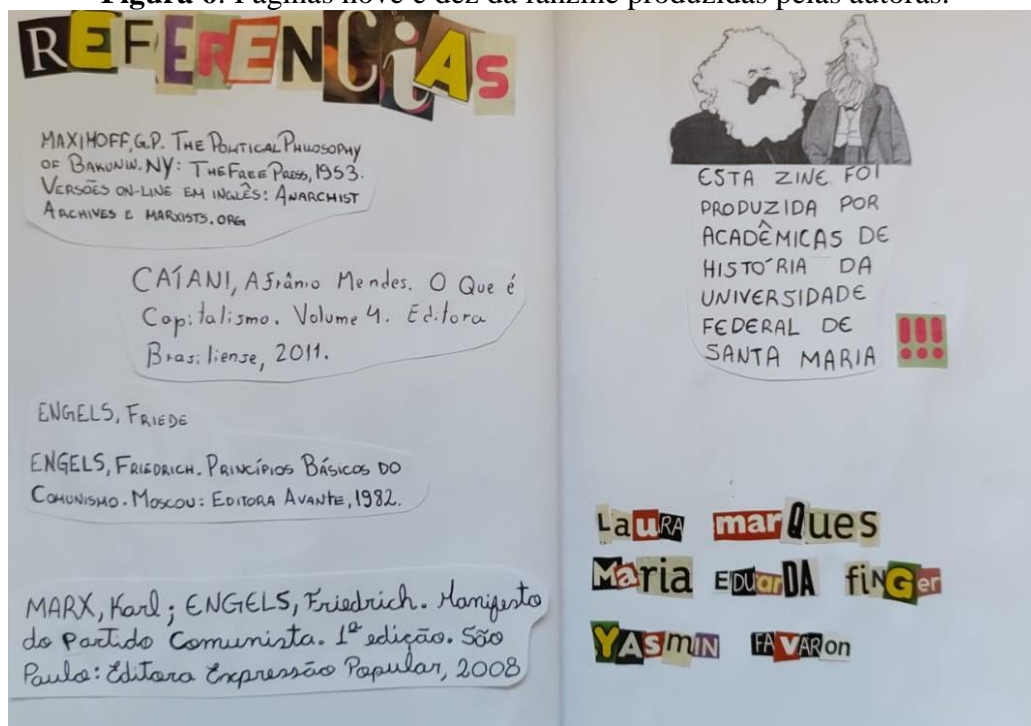 Figura 6: Páginas nove e dez da fanzine produzidas pelas autoras.
REFERENCiAs
MAXIMOFF, G.P. THE POLITICAL PHILOSOPHY
OF BAKUNIN. NY: THE FREE PRESS, 1953.
VERSÕES ON-LINE EM INGLÊS: ANARCHIST
ARCHIVES E MARXISTS.ORG
CATANI, Afrânio Mendes. O Que é
Capitalismo. Volume 4. Editora
Brasiliense, 2011.
ENGELS, FRIEDE
ENGELS, FRIEDRICH. PRINCÍPIOS BÁSICOS DO
COMUNISMO. MOSCOU: EDITORA AVANTE, 1982.
MARX, Karl; ENGELS, Friedrich. Manifesto
do Partido Comunista. 1ª edição. São
Paulo: Editora Expressão Popular, 2008
ESTA ZINE FOI
PRODUZIDA POR
ACADÊMICAS DE
HISTÓRIA DA
UNIVERSIDADE
FEDERAL DE
SANTA MARIA !!!
LauRA marQues
Maria EDUarDA fiNGer
YASmIN FAVARon